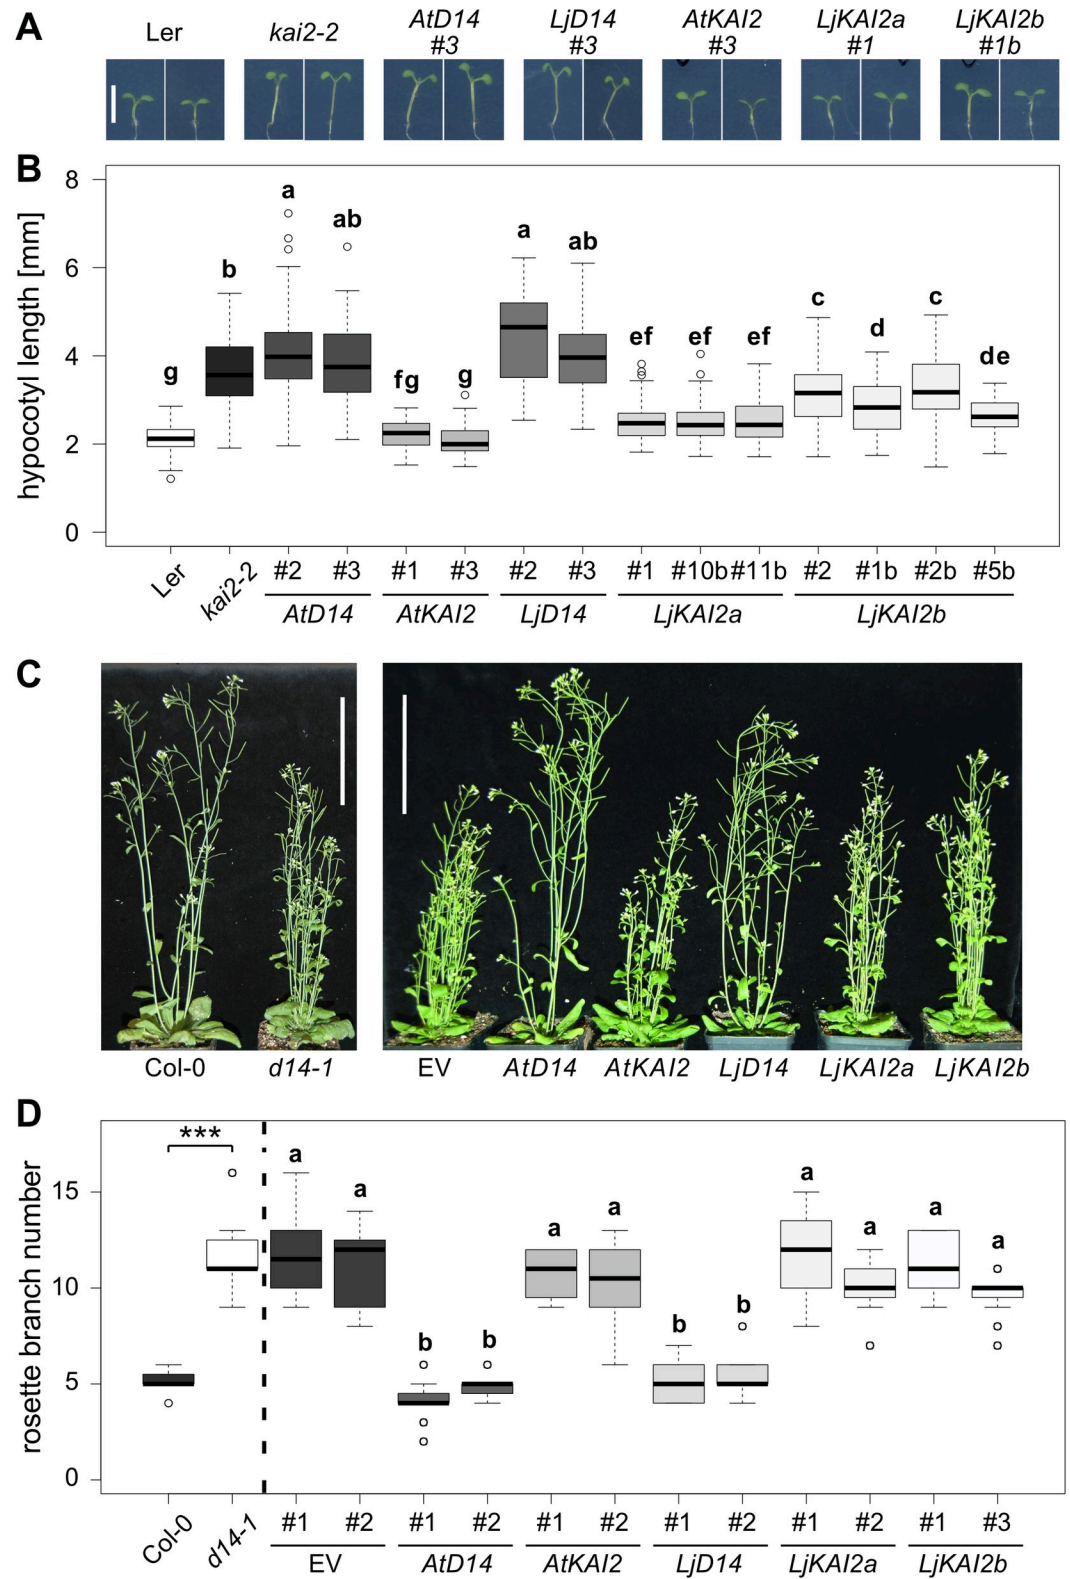 A
Ler kai2-2 AtD14 #3 LjD14 #3 AtKAI2 #3 LjKAI2a #1 LjKAI2b #1b
B
hypocotyl length [mm]
8
6
4
2
0
g b a ab fg g a ab ef ef ef c d c de
Ler kai2-2 #2 #3 #1 #3 #2 #3 #1 #10b #11b #2 #1b #2b #5b
AtD14 AtKAI2 LjD14 LjKAI2a LjKAI2b
C
Col-0 d14-1 EV AtD14 AtKAI2 LjD14 LjKAI2a LjKAI2b
D
rosette branch number
15
10
5
0
***
a a b b a a b b a a a a
Col-0 d14-1 #1 #2 #1 #2 #1 #2 #1 #2 #1 #2 #1 #3
EV AtD14 AtKAI2 LjD14 LjKAI2a LjKAI2b